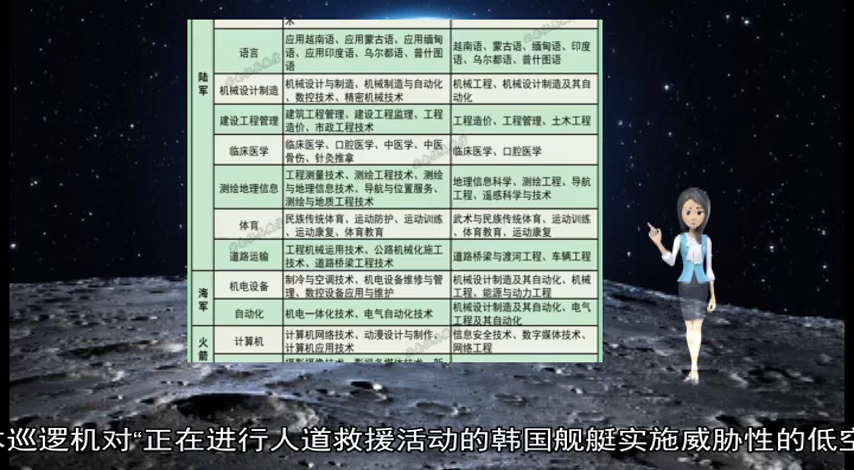 术
语言
应用越南语、应用蒙古语、应用缅甸
语、应用印度语、乌尔都语、普什图
语
越南语、蒙古语、缅甸语、印度
语、乌尔都语、普什图语
陆军
机械设计制造
机械设计与制造、机械制造与自动化
、数控技术、精密机械技术
机械工程、机械设计制造及其自
动化
建设工程管理
建筑工程管理、建设工程监理、工程
造价、市政工程技术
工程造价、工程管理、土木工程
临床医学
临床医学、口腔医学、中医学、中医
骨伤、针灸推拿
临床医学、口腔医学
测绘地理信息
工程测量技术、测绘工程技术、测绘
与地理信息技术、导航与位置服务、
测绘与地质工程技术
地理信息科学、测绘工程、导航
工程、遥感科学与技术
体育
民族传统体育、运动防护、运动训练
、运动康复、体育教育
武术与民族传统体育、运动训练
、体育教育、运动康复
道路运输
工程机械运用技术、公路机械化施工
技术、道路桥梁工程技术
道路桥梁与渡河工程、车辆工程
海军
机电设备
制冷与空调技术、机电设备维修与管
理、数控设备应用与维护
机械设计制造及其自动化、机械
工程、能源与动力工程
自动化
机电一体化技术、电气自动化技术
机械设计制造及其自动化、电气
工程及其自动化
火箭
计算机
计算机网络技术、动漫设计与制作、
计算机应用技术
信息安全技术、数字媒体技术、
网络工程
巡逻机对“正在进行人道救援活动的韩国舰艇实施威胁性的低空